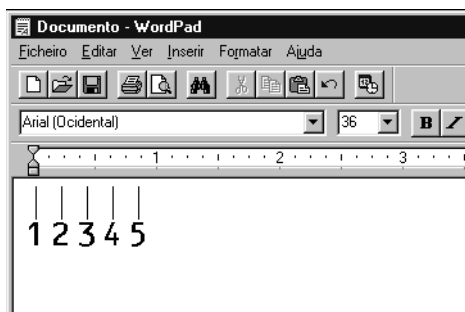 Documento - WordPad
Ficheiro Editar Ver Inserir Formatar Ajuda
Arial (Ocidental) 36 B I
1 2 3
1 2 3 4 5